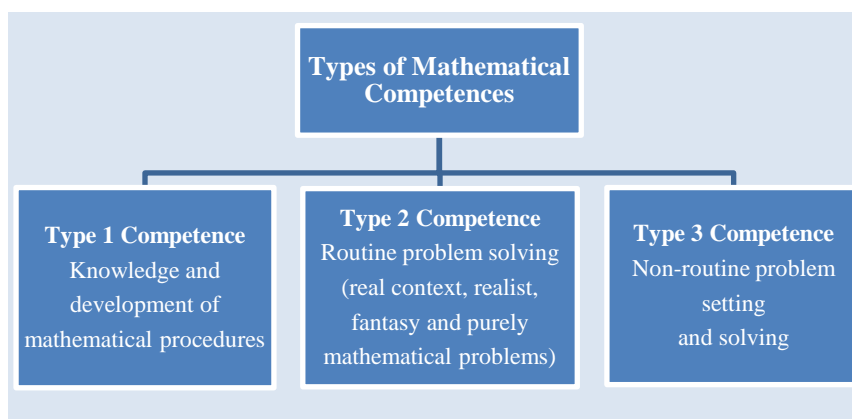 Types of Mathematical
Competences
Type 1 Competence
Knowledge and
development of
mathematical procedures
Type 2 Competence
Routine problem solving
(real context, realist,
fantasy and purely
mathematical problems)
Type 3 Competence
Non-routine problem
setting
and solving